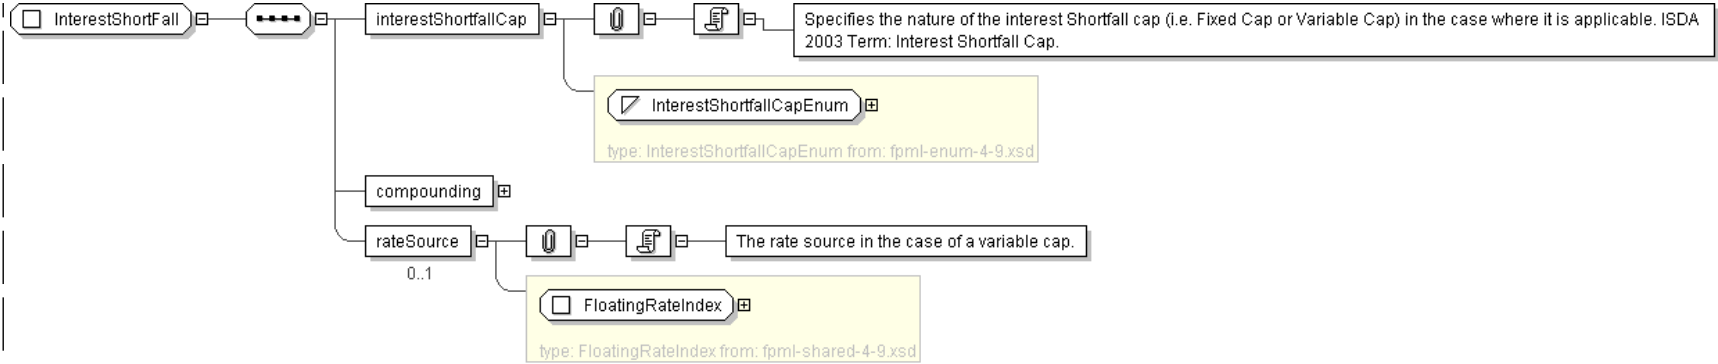 InterestShortFall
interestShortfallCap
Specifies the nature of the interest Shortfall cap (i.e. Fixed Cap or Variable Cap) in the case where it is applicable. ISDA
2003 Term: Interest Shortfall Cap.
InterestShortfallCapEnum
type: InterestShortfallCapEnum from: fpml-enum-4-9.xsd
compounding
rateSource
The rate source in the case of a variable cap.
0..1
FloatingRateIndex
type: FloatingRateIndex from: fpml-shared-4-9.xsd